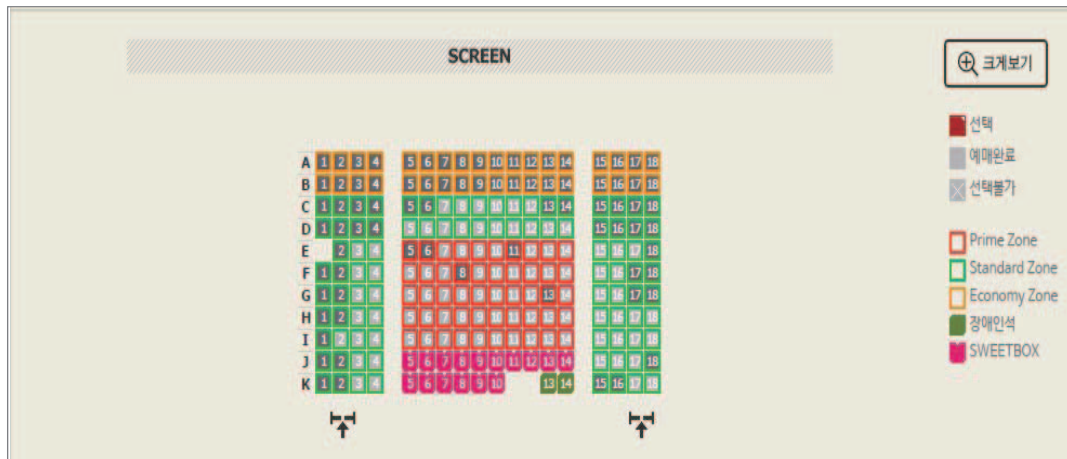 SCREEN
크게보기
선택
예매완료
선택불가
A 1 2 3 4 5 6 7 8 9 10 11 12 13 14 15 16 17 18
B 1 2 3 4 5 6 7 8 9 10 11 12 13 14 15 16 17 18
C 1 2 3 4 5 6 7 8 9 10 11 12 13 14 15 16 17 18
D 1 2 3 4 5 6 7 8 9 10 11 12 13 14 15 16 17 18
E 2 3 4 5 6 7 8 9 10 11 12 13 14 15 16 17 18
F 1 2 3 4 5 6 7 8 9 10 11 12 13 14 15 16 17 18
G 1 2 3 4 5 6 7 8 9 10 11 12 13 14 15 16 17 18
H 1 2 3 4 5 6 7 8 9 10 11 12 13 14 15 16 17 18
I 1 2 3 4 5 6 7 8 9 10 11 12 13 14 15 16 17 18
J 1 2 3 4 5 6 7 8 9 10 11 12 13 14 15 16 17 18
K 1 2 3 4 5 6 7 8 9 10 13 14 15 16 17 18
Prime Zone
Standard Zone
Economy Zone
장애인석
SWEETBOX